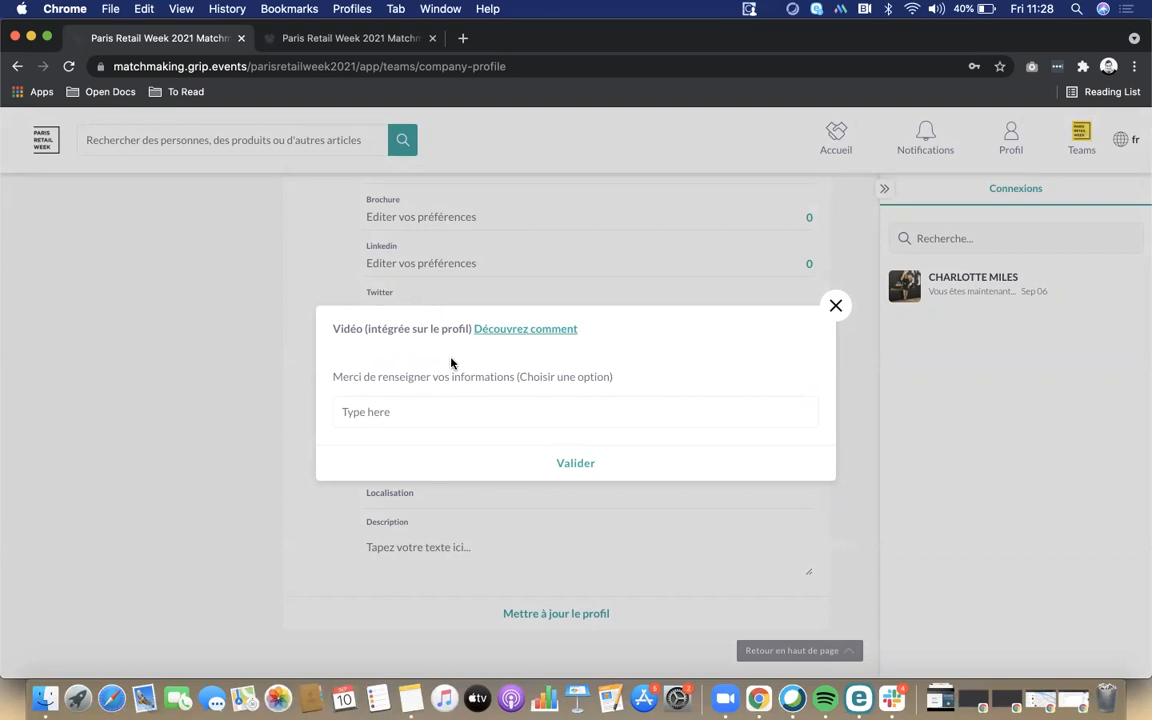 Chrome File Edit View History Bookmarks Profiles Tab Window Help 40% Fri 11:28
Paris Retail Week 2021 Matchm Paris Retail Week 2021 Matchm
matchmaking.grip.events/parisretailweek2021/app/teams/company-profile
Apps Open Docs To Read Reading List
PARIS
RETAIL
WEEK
Rechercher des personnes, des produits ou d'autres articles
Accueil Notifications Profil Teams fr
Connexions
Brochure
Editer vos préférences 0
Recherche...
Linkedin
Editer vos préférences 0
CHARLOTTE MILES
Vous êtes maintenant... Sep 06
Twitter
Vidéo (intégrée sur le profil) Découvrez comment
Merci de renseigner vos informations (Choisir une option)
Type here
Valider
Localisation
Description
Tapez votre texte ici...
Mettre à jour le profil
Retour en haut de page